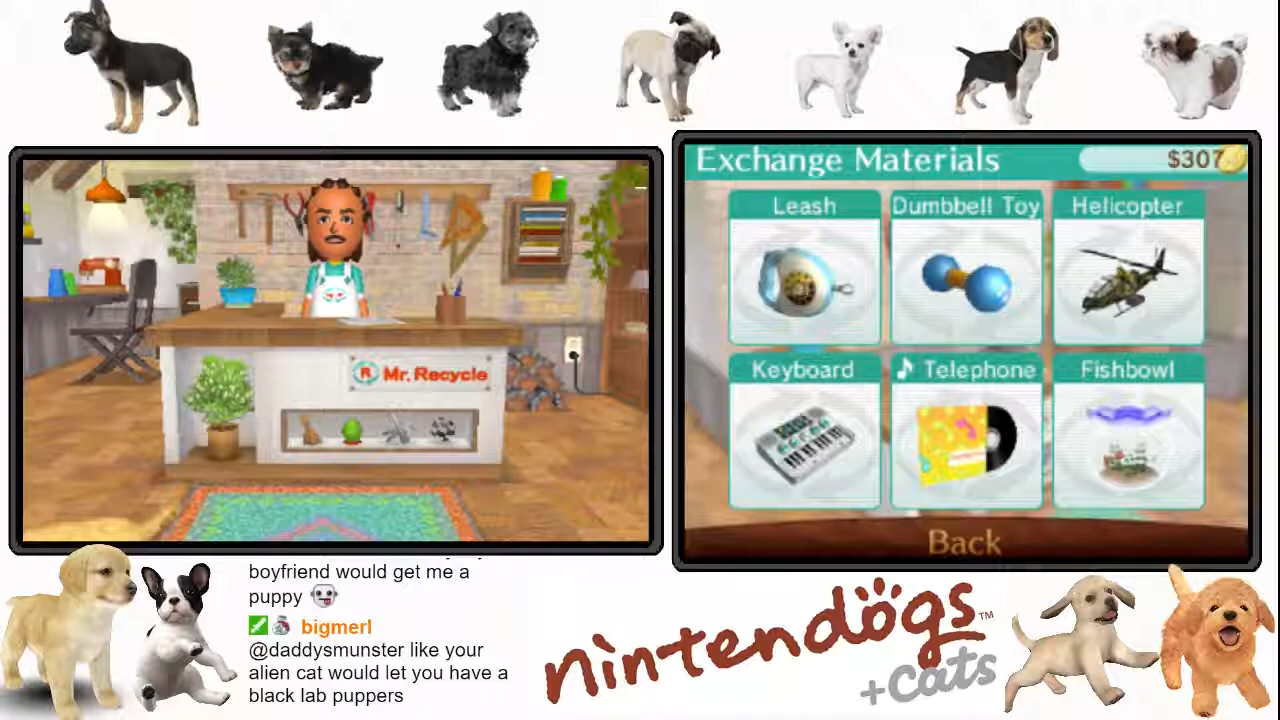 Exchange Materials
$307
Leash
Dumbbell Toy
Helicopter
Keyboard
♪ Telephone
Fishbowl
Back
R Mr. Recycle
boyfriend would get me a
puppy 👻
bigmerl
@daddysmunster like your
alien cat would let you have a
black lab puppers
nintendögs™
+cats